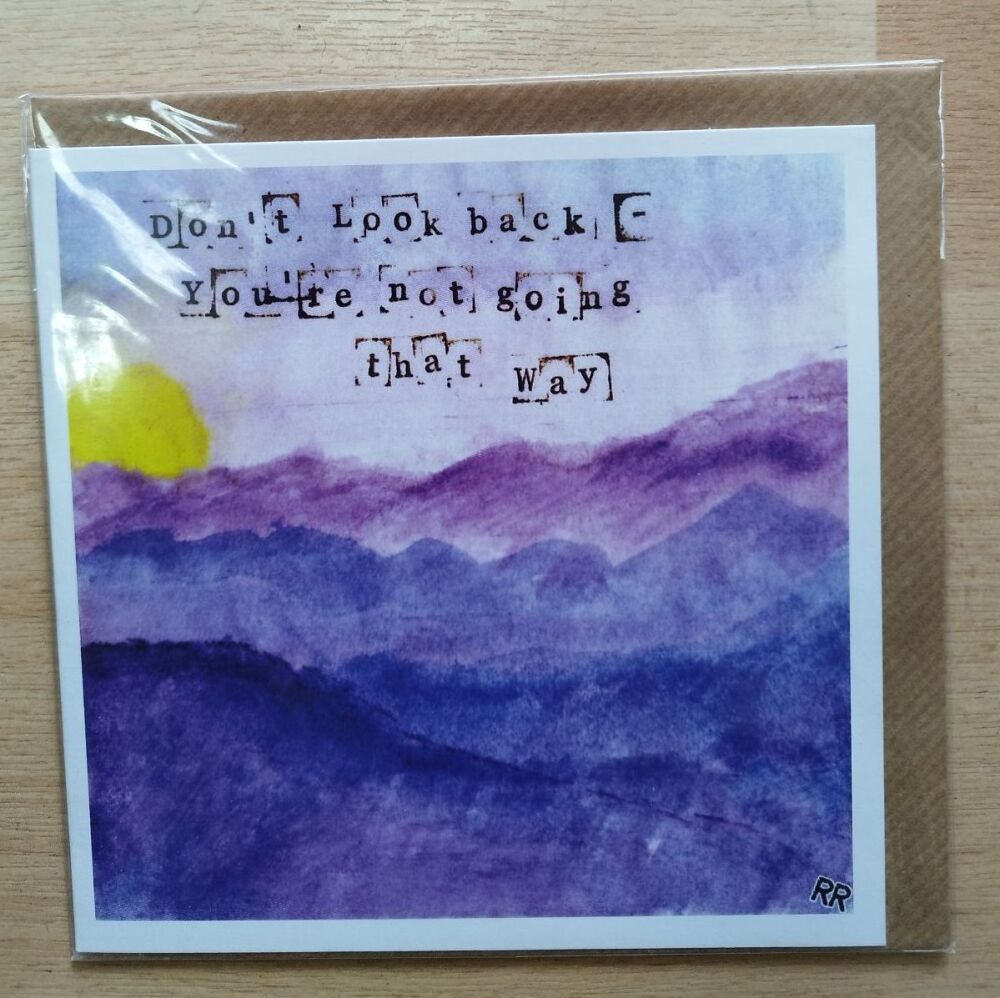 Don't Look back -
You're not going
that Way
RR